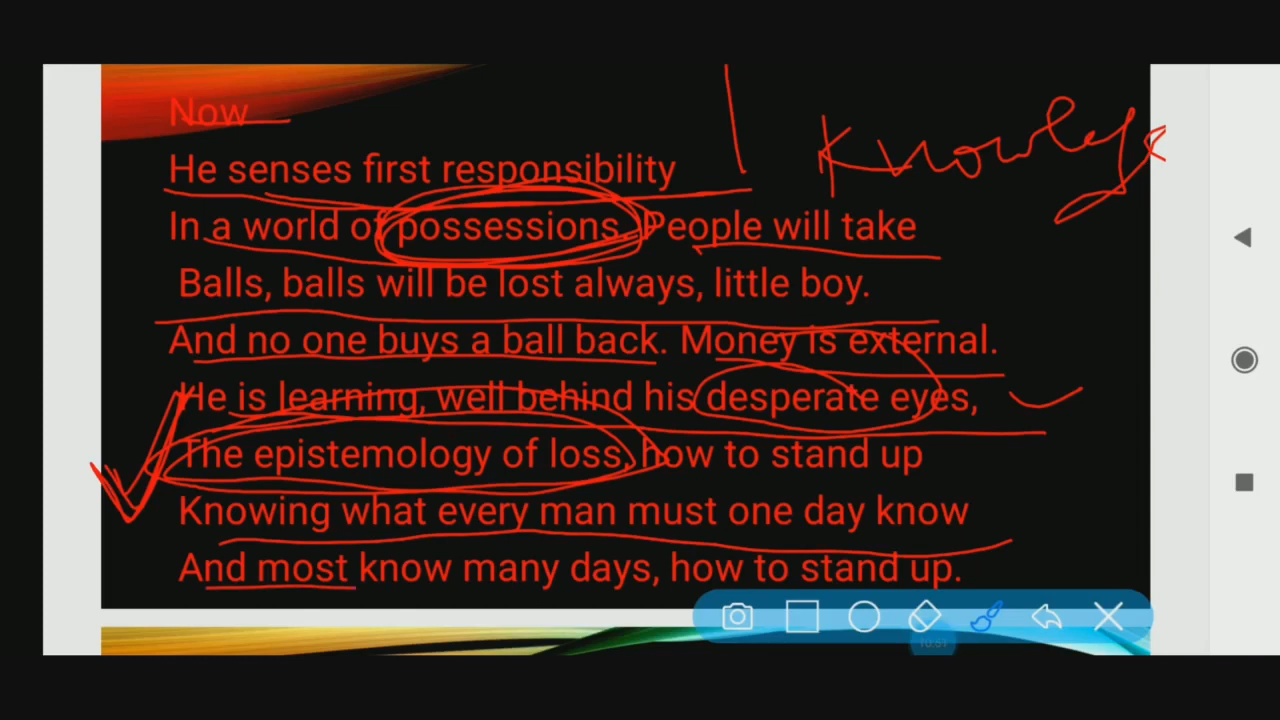 Now
Knowledge
He senses first responsibility
In a world of possessions. People will take
Balls, balls will be lost always, little boy.
And no one buys a ball back. Money is external.
He is learning, well behind his desperate eyes,
The epistemology of loss, how to stand up
Knowing what every man must one day know
And most know many days, how to stand up.
10:51